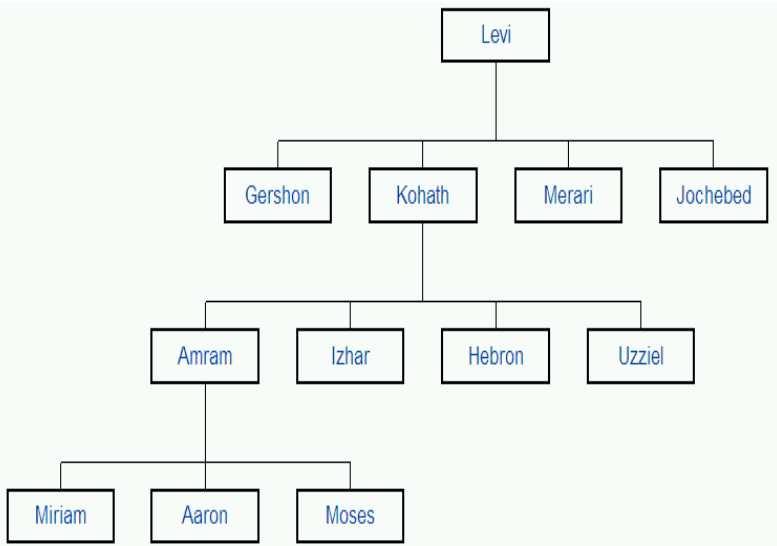 Levi
Gershon
Kohath
Merari
Jochebed
Amram
Izhar
Hebron
Uzziel
Miriam
Aaron
Moses